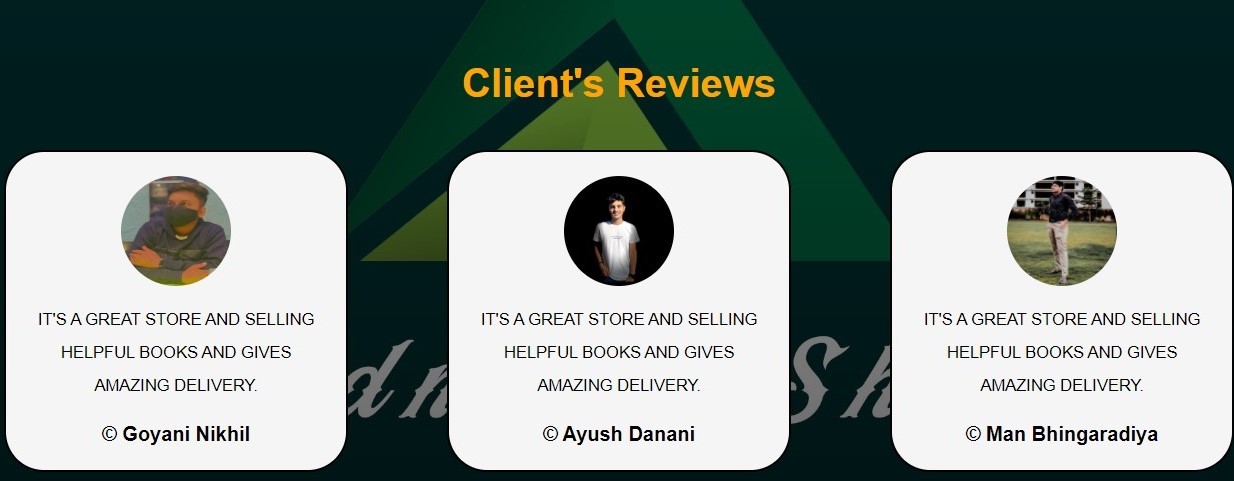 Client's Reviews
IT'S A GREAT STORE AND SELLING
HELPFUL BOOKS AND GIVES
AMAZING DELIVERY.
© Goyani Nikhil
IT'S A GREAT STORE AND SELLING
HELPFUL BOOKS AND GIVES
AMAZING DELIVERY.
© Ayush Danani
IT'S A GREAT STORE AND SELLING
HELPFUL BOOKS AND GIVES
AMAZING DELIVERY.
© Man Bhingaradiya